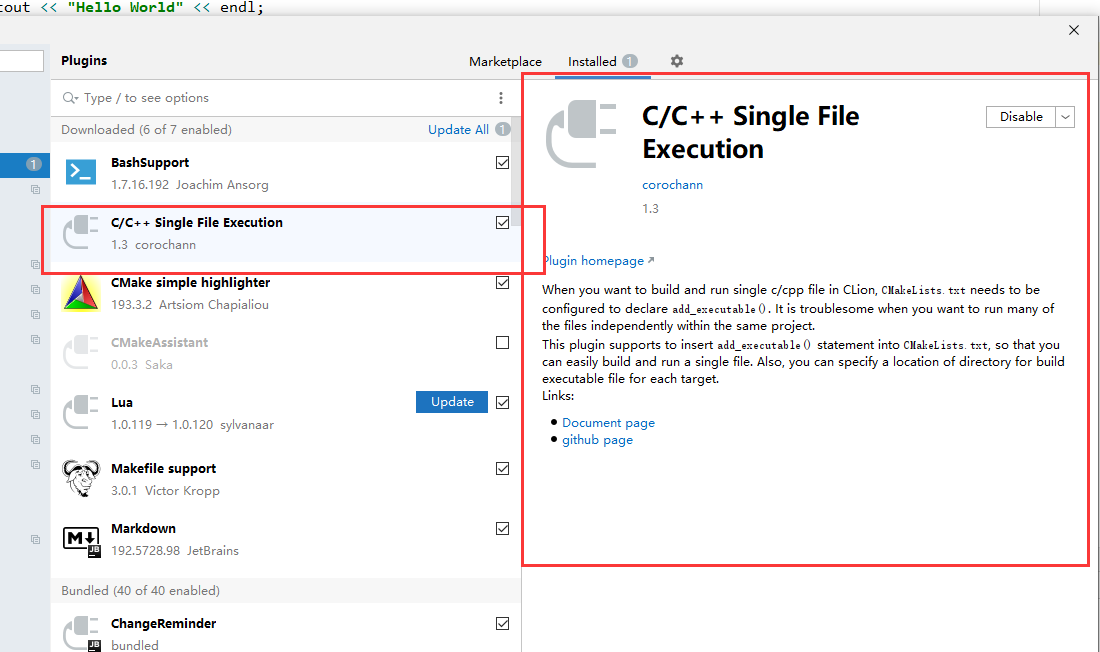 cout << "Hello World" << endl;
Plugins
Marketplace
Installed 1
Type / to see options
Downloaded (6 of 7 enabled)
Update All 1
1
BashSupport
1.7.16.192 Joachim Ansorg
C/C++ Single File Execution
1.3 corochann
CMake simple highlighter
193.3.2 Artsiom Chapialiou
CMakeAssistant
0.0.3 Saka
Lua
1.0.119 → 1.0.120 sylvanaar
Update
Makefile support
3.0.1 Victor Kropp
Markdown
192.5728.98 JetBrains
Bundled (40 of 40 enabled)
ChangeReminder
bundled
C/C++ Single File
Execution
Disable
corochann
1.3
Plugin homepage
When you want to build and run single c/cpp file in CLion, CMakeLists.txt needs to be
configured to declare add_executable(). It is troublesome when you want to run many of
the files independently within the same project.
This plugin supports to insert add_executable() statement into CMakeLists.txt, so that you
can easily build and run a single file. Also, you can specify a location of directory for build
executable file for each target.
Links:
Document page
github page